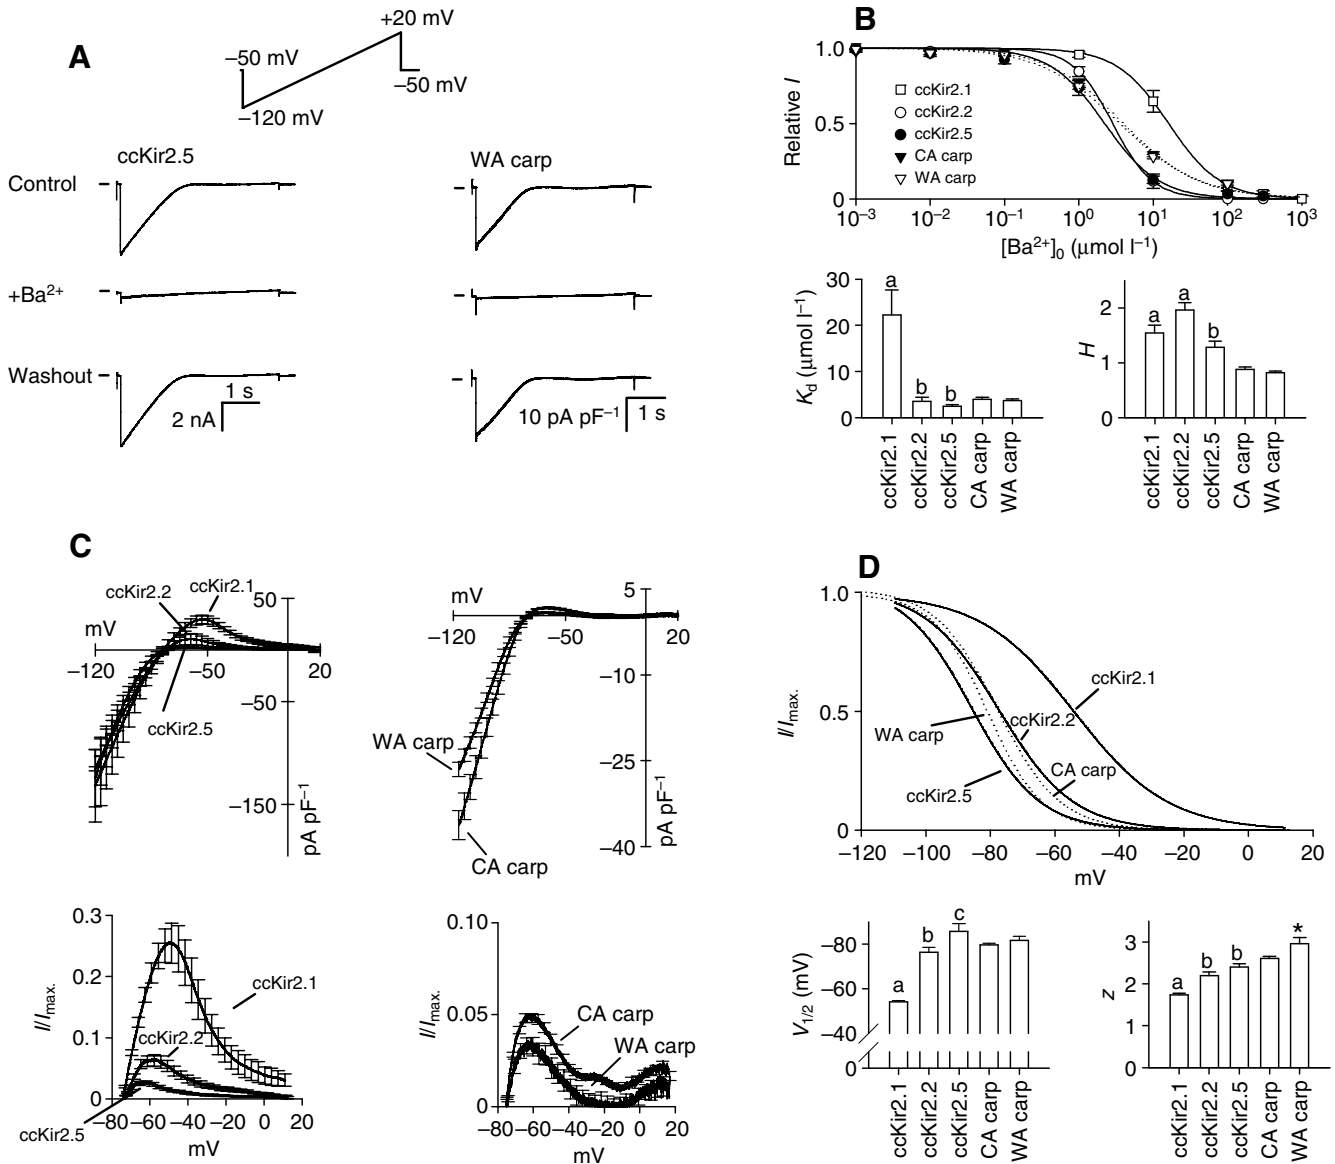 A
+20 mV
−50 mV
−50 mV
−120 mV
ccKir2.5
WA carp
Control
+Ba2+
Washout
1 s
2 nA
10 pA pF−1
1 s
B
Relative I
1.0
0.5
0
ccKir2.1
ccKir2.2
ccKir2.5
CA carp
WA carp
10−3
10−2
10−1
100
101
102
103
[Ba2+]0 (µmol l−1)
Kd (µmol l−1)
30
20
10
0
a
b
b
ccKir2.1
ccKir2.2
ccKir2.5
CA carp
WA carp
H
2
1
0
a
a
b
ccKir2.1
ccKir2.2
ccKir2.5
CA carp
WA carp
C
ccKir2.2
ccKir2.1
50
mV
−120
−50
20
−50
ccKir2.5
−150
pA pF−1
mV
5
−120
−50
20
−10
WA carp
−25
pA pF−1
−40
CA carp
I/Imax.
0.3
0.2
0.1
0
ccKir2.1
ccKir2.2
ccKir2.5
−80
−60
−40
−20
0
20
mV
I/Imax.
0.10
0.05
0
CA carp
WA carp
−80
−60
−40
−20
0
20
mV
D
I/Imax.
1.0
0.5
0
ccKir2.1
ccKir2.2
WA carp
CA carp
ccKir2.5
−120
−100
−80
−60
−40
−20
0
20
mV
V1/2 (mV)
−80
−60
−40
0
a
b
c
ccKir2.1
ccKir2.2
ccKir2.5
CA carp
WA carp
z
3
2
1
0
a
b
b
*
ccKir2.1
ccKir2.2
ccKir2.5
CA carp
WA carp